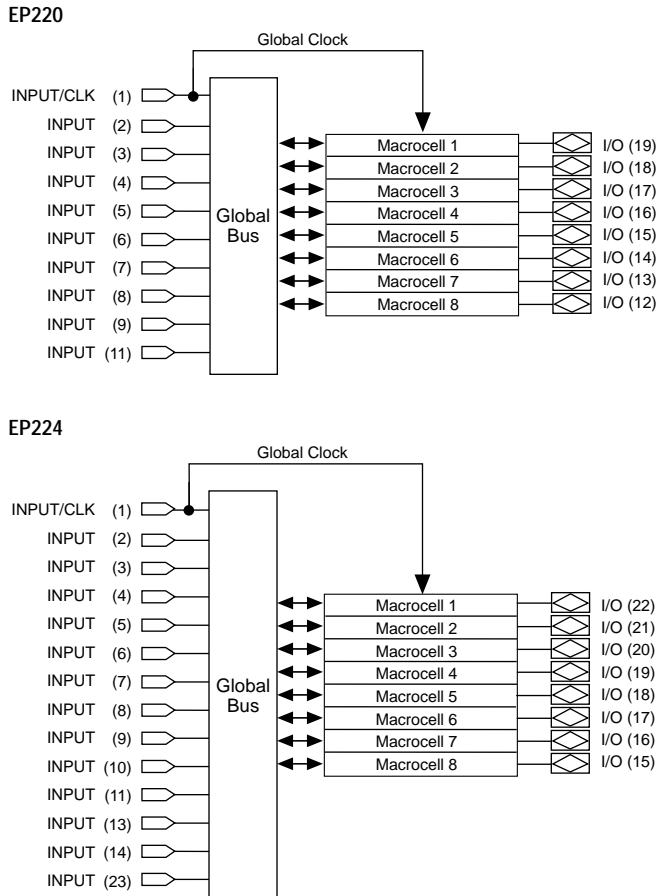 EP220
Global Clock
INPUT/CLK (1)
INPUT (2)
INPUT (3)
INPUT (4)
INPUT (5)
INPUT (6)
INPUT (7)
INPUT (8)
INPUT (9)
INPUT (11)
Global
Bus
Macrocell 1 I/O (19)
Macrocell 2 I/O (18)
Macrocell 3 I/O (17)
Macrocell 4 I/O (16)
Macrocell 5 I/O (15)
Macrocell 6 I/O (14)
Macrocell 7 I/O (13)
Macrocell 8 I/O (12)
EP224
Global Clock
INPUT/CLK (1)
INPUT (2)
INPUT (3)
INPUT (4)
INPUT (5)
INPUT (6)
INPUT (7)
INPUT (8)
INPUT (9)
INPUT (10)
INPUT (11)
INPUT (13)
INPUT (14)
INPUT (23)
Global
Bus
Macrocell 1 I/O (22)
Macrocell 2 I/O (21)
Macrocell 3 I/O (20)
Macrocell 4 I/O (19)
Macrocell 5 I/O (18)
Macrocell 6 I/O (17)
Macrocell 7 I/O (16)
Macrocell 8 I/O (15)